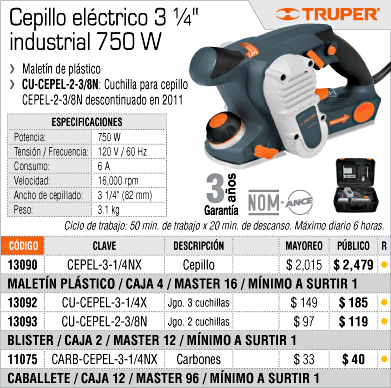 Cepillo eléctrico 3 ¼"
industrial 750 W
TRUPER
Maletín de plástico
CU-CEPEL-2-3/8N: Cuchilla para cepillo
CEPEL-2-3/8N descontinuado en 2011
ESPECIFICACIONES
Potencia: 750 W
Tensión / Frecuencia: 120 V / 60 Hz
Consumo: 6 A
Velocidad: 16,000 rpm
Ancho de cepillado: 3 1/4" (82 mm)
Peso: 3.1 kg
3 años
Garantía
NOM-ANCE
Ciclo de trabajo: 50 min. de trabajo x 20 min. de descanso. Máximo diario 6 horas.
CÓDIGO CLAVE DESCRIPCIÓN MAYOREO PÚBLICO R
13090 CEPEL-3-1/4NX Cepillo $ 2,015 $ 2,479
MALETÍN PLÁSTICO / CAJA 4 / MASTER 16 / MÍNIMO A SURTIR 1
13092 CU-CEPEL-3-1/4X Jgo. 3 cuchillas $ 149 $ 185
13093 CU-CEPEL-2-3/8N Jgo. 2 cuchillas $ 97 $ 119
BLISTER / CAJA 2 / MASTER 12 / MÍNIMO A SURTIR 1
11075 CARB-CEPEL-3-1/4NX Carbones $ 33 $ 40
CABALLETE / CAJA 12 / MASTER 96 / MÍNIMO A SURTIR 1